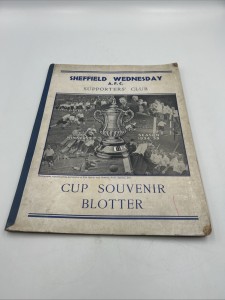 SHEFFIELD WEDNESDAY
A.F.C.
SUPPORTERS' CLUB
CUP SOUVENIR
BLOTTER